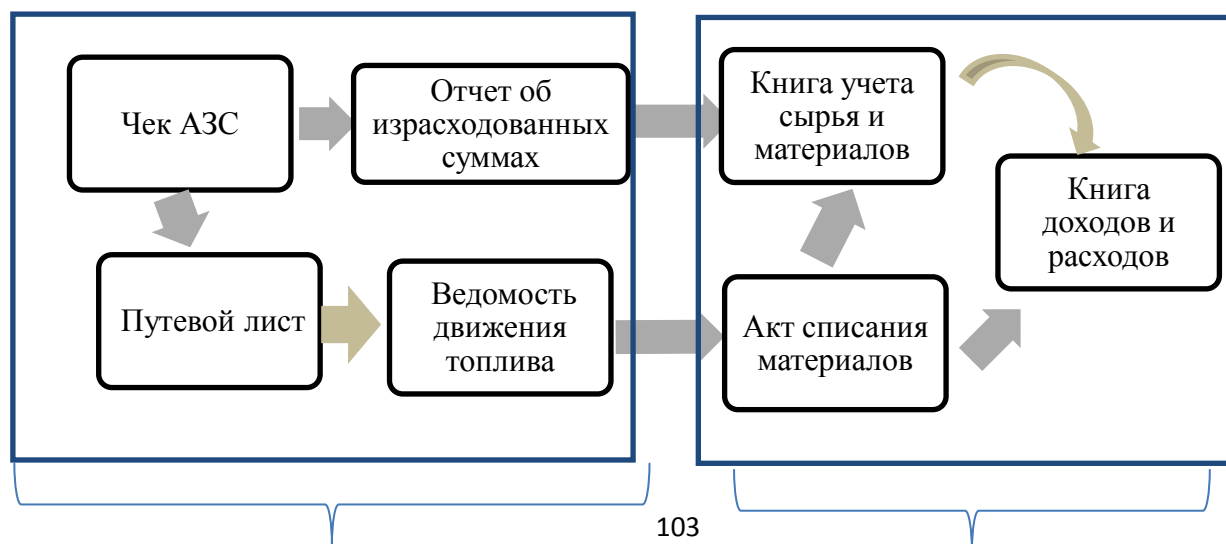 Чек АЗС
Отчет об
израсходованных
суммах
Книга учета
сырья и
материалов
Книга
доходов и
расходов
Путевой лист
Ведомость
движения
топлива
Акт списания
материалов
103